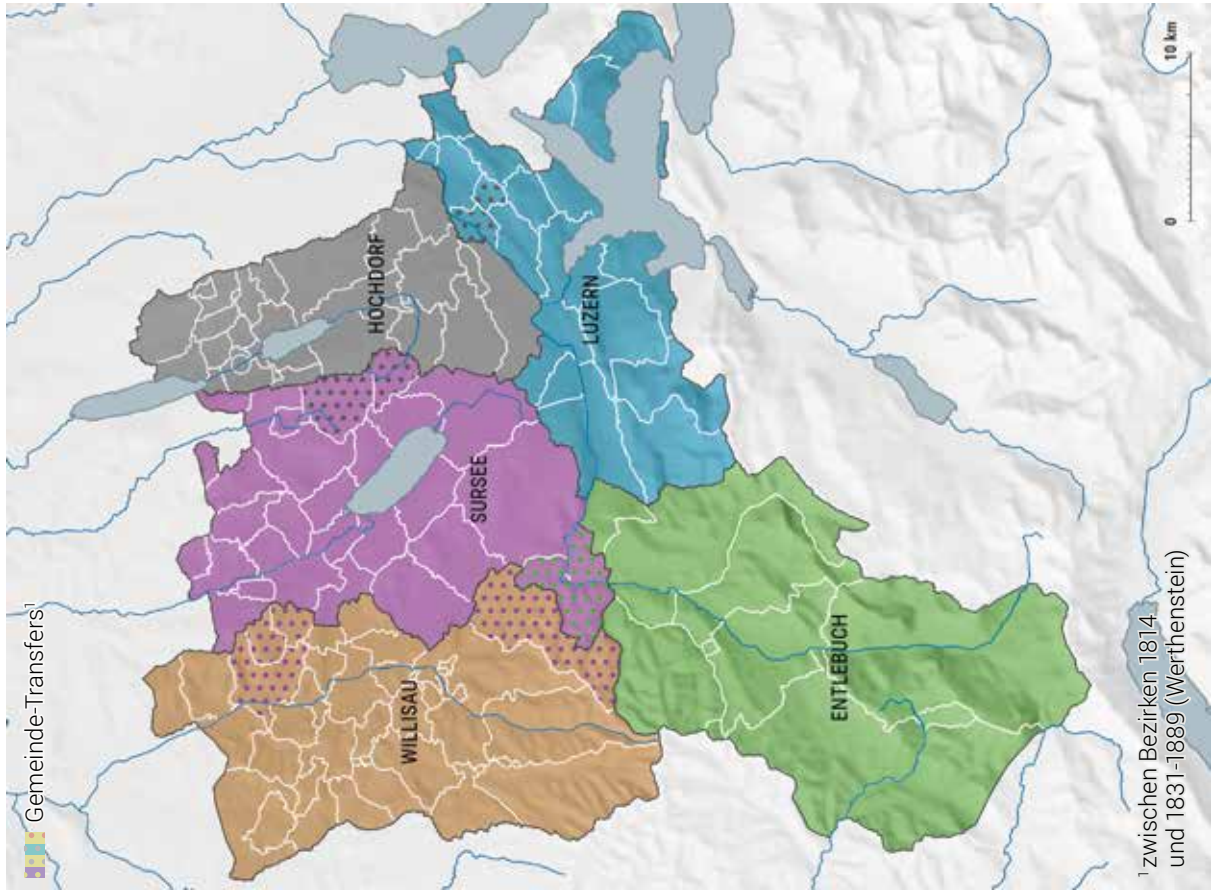 Gemeinde-Transfers¹
HOCHDORF
LUZERN
SURSEE
WILLISAU
ENTLEBUCH
0 10 km
¹zwischen Bezirken 1814
und 1831-1889 (Werthenstein)